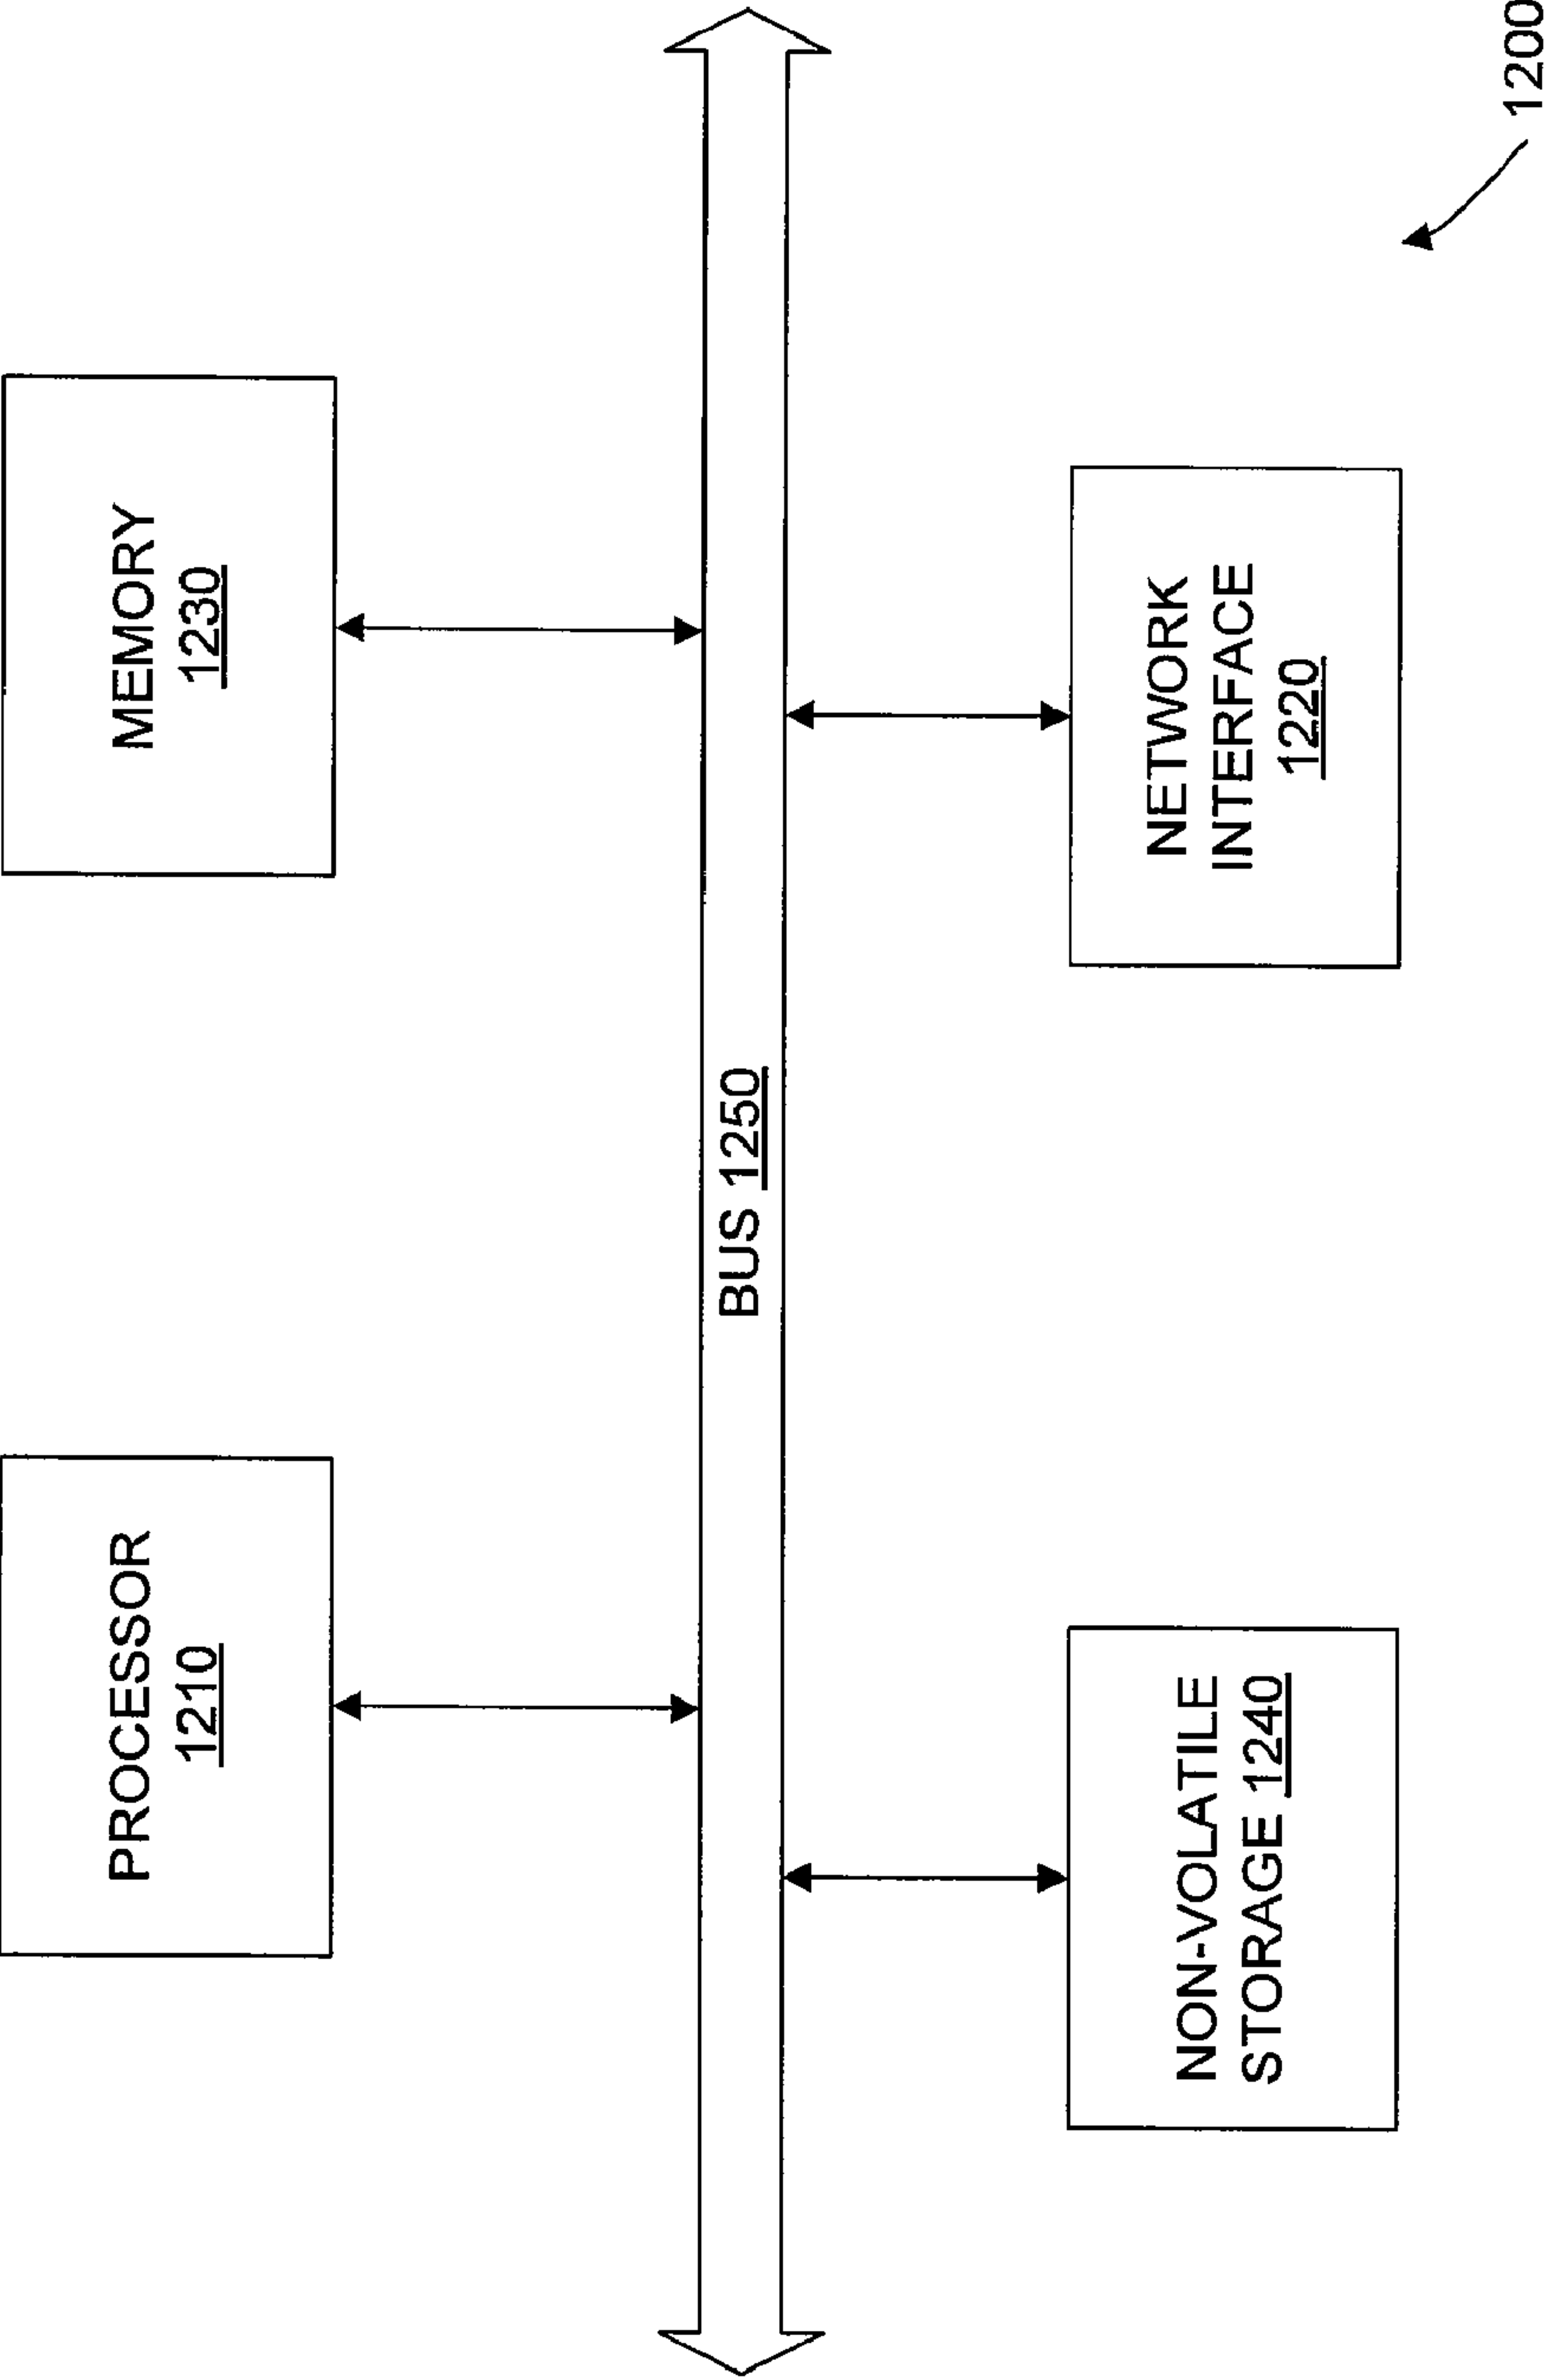 PROCESSOR
1210
MEMORY
1230
BUS 1250
NON-VOLATILE
STORAGE 1240
NETWORK
INTERFACE
1220
1200